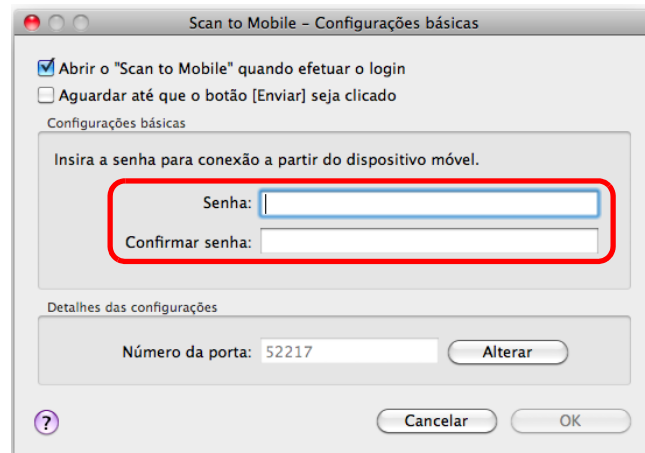 Scan to Mobile – Configurações básicas
Abrir o "Scan to Mobile" quando efetuar o login
Aguardar até que o botão [Enviar] seja clicado
Configurações básicas
Insira a senha para conexão a partir do dispositivo móvel.
Senha:
Confirmar senha:
Detalhes das configurações
Número da porta: 52217 Alterar
? Cancelar OK